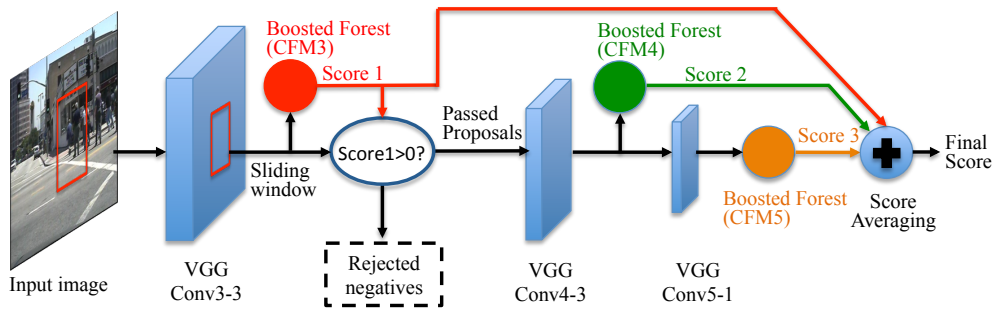 Boosted Forest
(CFM3)
Score 1
Boosted Forest
(CFM4)
Score 2
Passed
Proposals
Score1>0?
Sliding
window
Score 3
Final
Score
Boosted Forest
(CFM5)
Score
Averaging
Input image
VGG
Conv3-3
Rejected
negatives
VGG
Conv4-3
VGG
Conv5-1